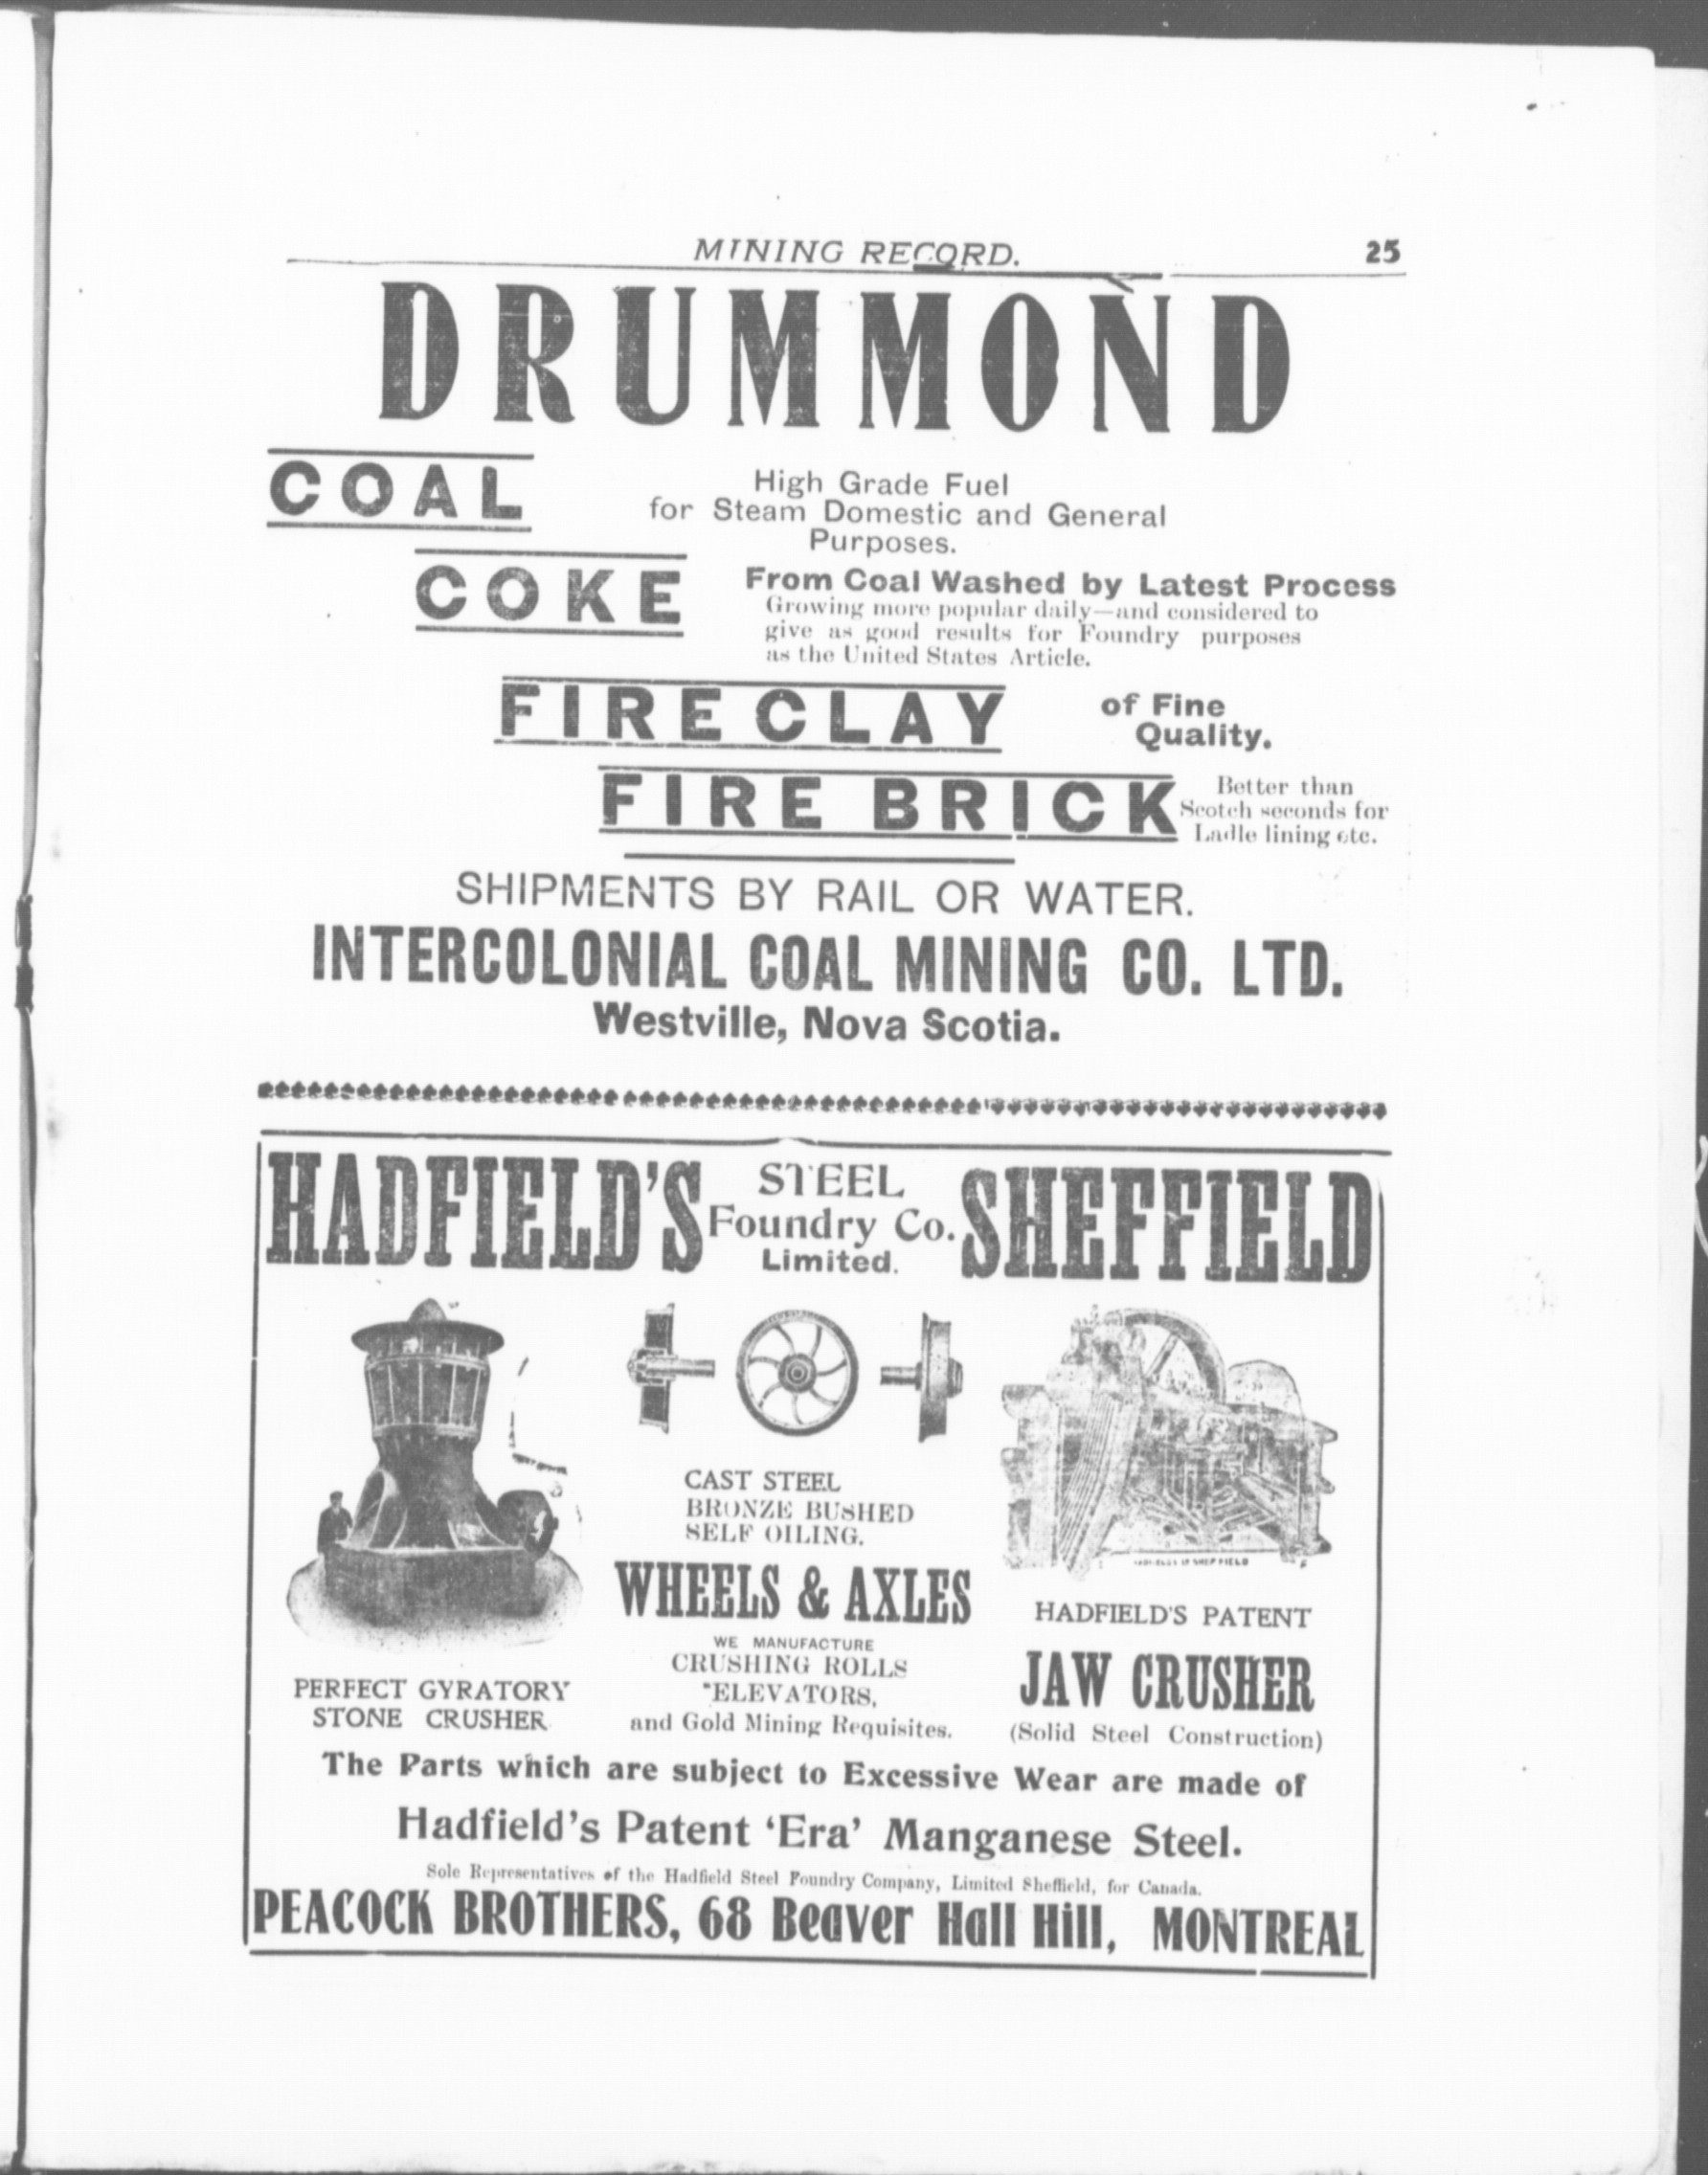 MINING RECORD. 25
DRUMMOND
COAL
High Grade Fuel
for Steam Domestic and General
Purposes.
COKE
From Coal Washed by Latest Process
Growing more popular daily—and considered to
give as good results for Foundry purposes
as the United States Article.
FIRE CLAY
of Fine
Quality.
FIRE BRICK
Better than
Scotch seconds for
Ladle lining etc.
SHIPMENTS BY RAIL OR WATER.
INTERCOLONIAL COAL MINING CO. LTD.
Westville, Nova Scotia.
HADFIELD'S STEEL
Foundry Co.
Limited.
SHEFFIELD
CAST STEEL
BRONZE BUSHED
SELF OILING.
WHEELS & AXLES
WE MANUFACTURE
CRUSHING ROLLS
"ELEVATORS,
and Gold Mining Requisites.
PERFECT GYRATORY
STONE CRUSHER
SHEFFIELD
HADFIELD'S PATENT
JAW CRUSHER
(Solid Steel Construction)
The Parts which are subject to Excessive Wear are made of
Hadfield's Patent 'Era' Manganese Steel.
Sole Representatives of the Hadfield Steel Foundry Company, Limited Sheffield, for Canada.
PEACOCK BROTHERS, 68 Beaver Hall Hill, MONTREAL